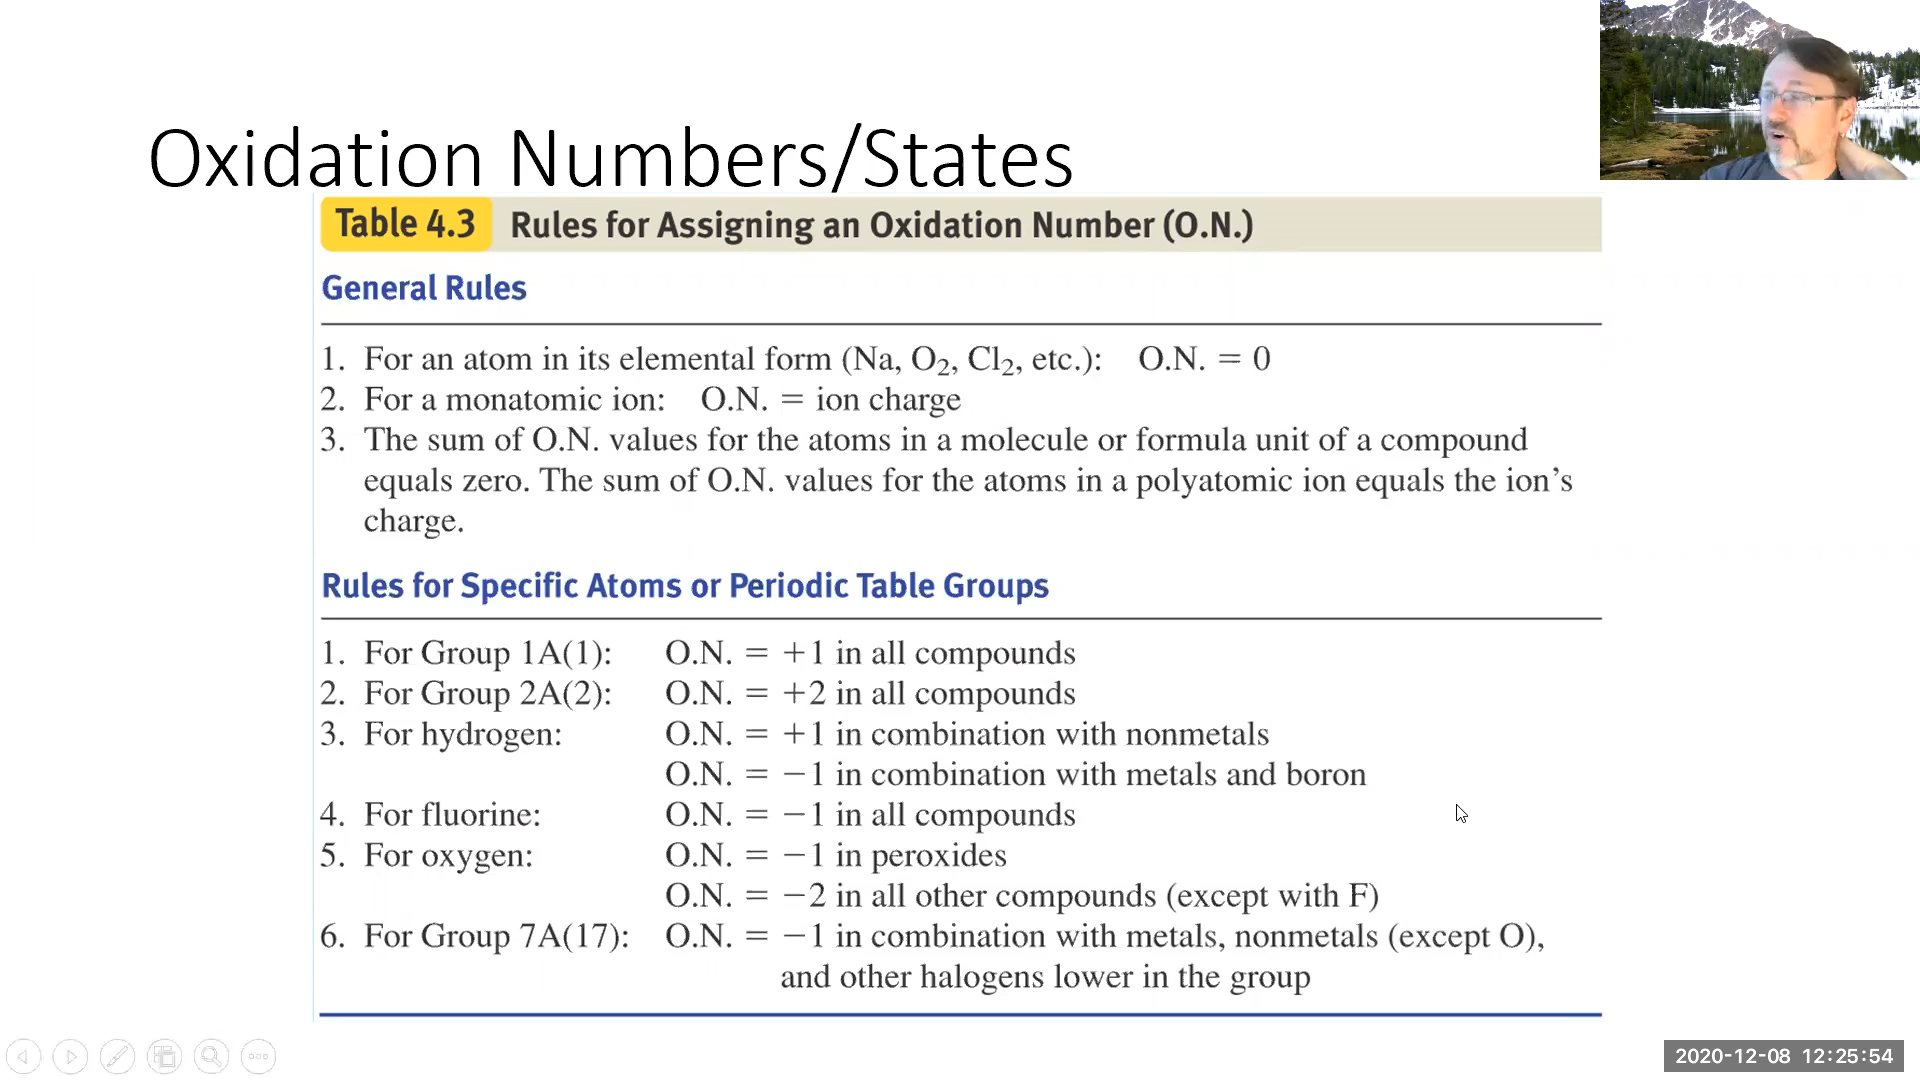 Oxidation Numbers/States
Table 4.3 Rules for Assigning an Oxidation Number (O.N.)
General Rules
1. For an atom in its elemental form (Na, O₂, Cl₂, etc.): O.N. = 0
2. For a monatomic ion: O.N. = ion charge
3. The sum of O.N. values for the atoms in a molecule or formula unit of a compound
equals zero. The sum of O.N. values for the atoms in a polyatomic ion equals the ion’s
charge.
Rules for Specific Atoms or Periodic Table Groups
1. For Group 1A(1): O.N. = +1 in all compounds
2. For Group 2A(2): O.N. = +2 in all compounds
3. For hydrogen: O.N. = +1 in combination with nonmetals
O.N. = −1 in combination with metals and boron
4. For fluorine: O.N. = −1 in all compounds
5. For oxygen: O.N. = −1 in peroxides
O.N. = −2 in all other compounds (except with F)
6. For Group 7A(17): O.N. = −1 in combination with metals, nonmetals (except O),
and other halogens lower in the group
2020-12-08 12:25:54